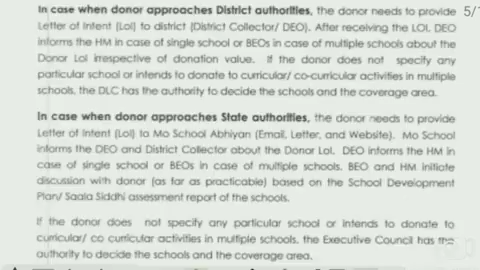 In case when donor approaches District authorities, the donor needs to provide
Letter of Intent (LoI) to district (District Collector/ DEO). After receiving the LOI, DEO
informs the HM in case of single school or BEOs in case of multiple schools about the
Donor LoI irrespective of donation value. If the donor does not specify any
particular school or intends to donate to curricular/ co-curricular activities in multiple
schools, the DLC has the authority to decide the schools and the coverage area.
In case when donor approaches State authorities, the donor needs to provide
Letter of Intent (LoI) to Mo School Abhiyan (Email, Letter, and Website). Mo School
informs the DEO and District Collector about the Donor LoI. DEO informs the HM in
case of single school or BEOs in case of multiple schools. BEO and HM initiate
discussion with donor (as far as practicable) based on the School Development
Plan/ Saala Siddhi assessment report of the schools.
If the donor does not specify any particular school or intends to donate to
curricular/ co curricular activities in multiple schools, the Executive Council has the
authority to decide the schools and the coverage area.